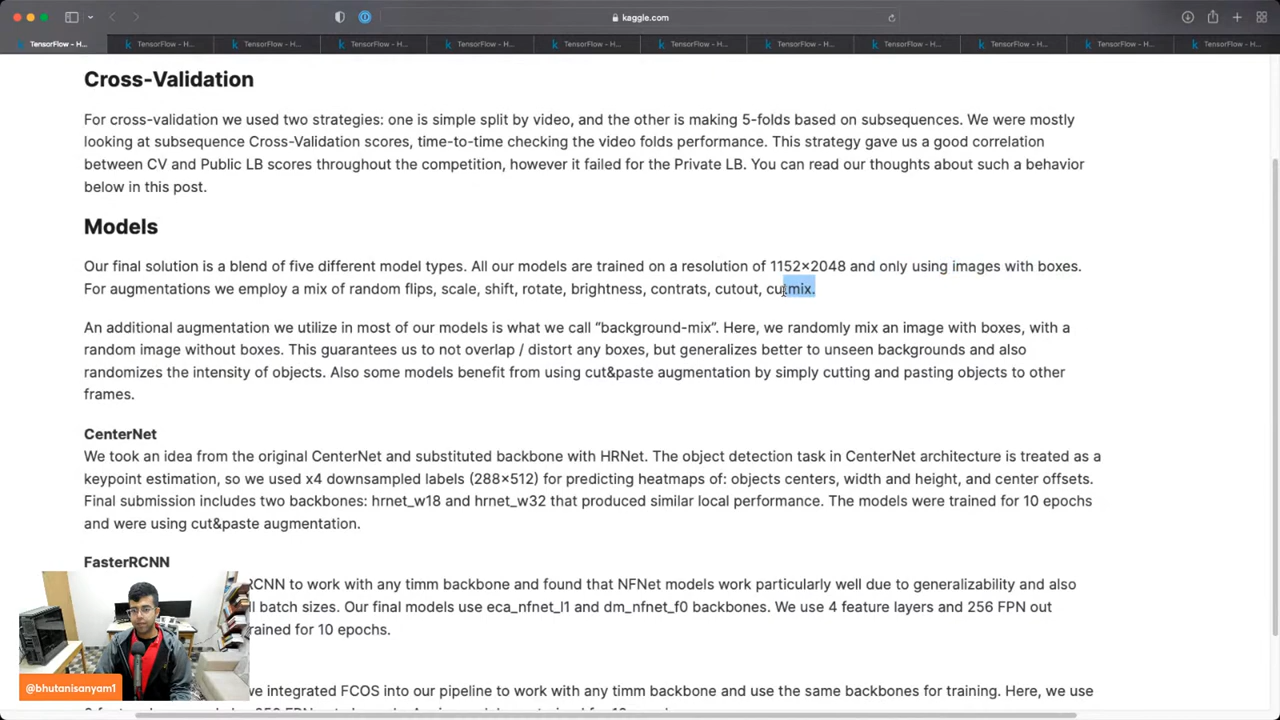 kaggle.com
TensorFlow - H... TensorFlow - H... TensorFlow - H... TensorFlow - H... TensorFlow - H... TensorFlow - H... TensorFlow - H... TensorFlow - H... TensorFlow - H... TensorFlow - H... TensorFlow - H... TensorFlow - H...
Cross-Validation
For cross-validation we used two strategies: one is simple split by video, and the other is making 5-folds based on subsequences. We were mostly
looking at subsequence Cross-Validation scores, time-to-time checking the video folds performance. This strategy gave us a good correlation
between CV and Public LB scores throughout the competition, however it failed for the Private LB. You can read our thoughts about such a behavior
below in this post.
Models
Our final solution is a blend of five different model types. All our models are trained on a resolution of 1152×2048 and only using images with boxes.
For augmentations we employ a mix of random flips, scale, shift, rotate, brightness, contrats, cutout, cutmix.
An additional augmentation we utilize in most of our models is what we call “background-mix”. Here, we randomly mix an image with boxes, with a
random image without boxes. This guarantees us to not overlap / distort any boxes, but generalizes better to unseen backgrounds and also
randomizes the intensity of objects. Also some models benefit from using cut&paste augmentation by simply cutting and pasting objects to other
frames.
CenterNet
We took an idea from the original CenterNet and substituted backbone with HRNet. The object detection task in CenterNet architecture is treated as a
keypoint estimation, so we used x4 downsampled labels (288×512) for predicting heatmaps of: objects centers, width and height, and center offsets.
Final submission includes two backbones: hrnet_w18 and hrnet_w32 that produced similar local performance. The models were trained for 10 epochs
and were using cut&paste augmentation.
FasterRCNN
RCNN to work with any timm backbone and found that NFNet models work particularly well due to generalizability and also
batch sizes. Our final models use eca_nfnet_l1 and dm_nfnet_f0 backbones. We use 4 feature layers and 256 FPN out
trained for 10 epochs.
we integrated FCOS into our pipeline to work with any timm backbone and use the same backbones for training. Here, we use
@bhutanisanyam1